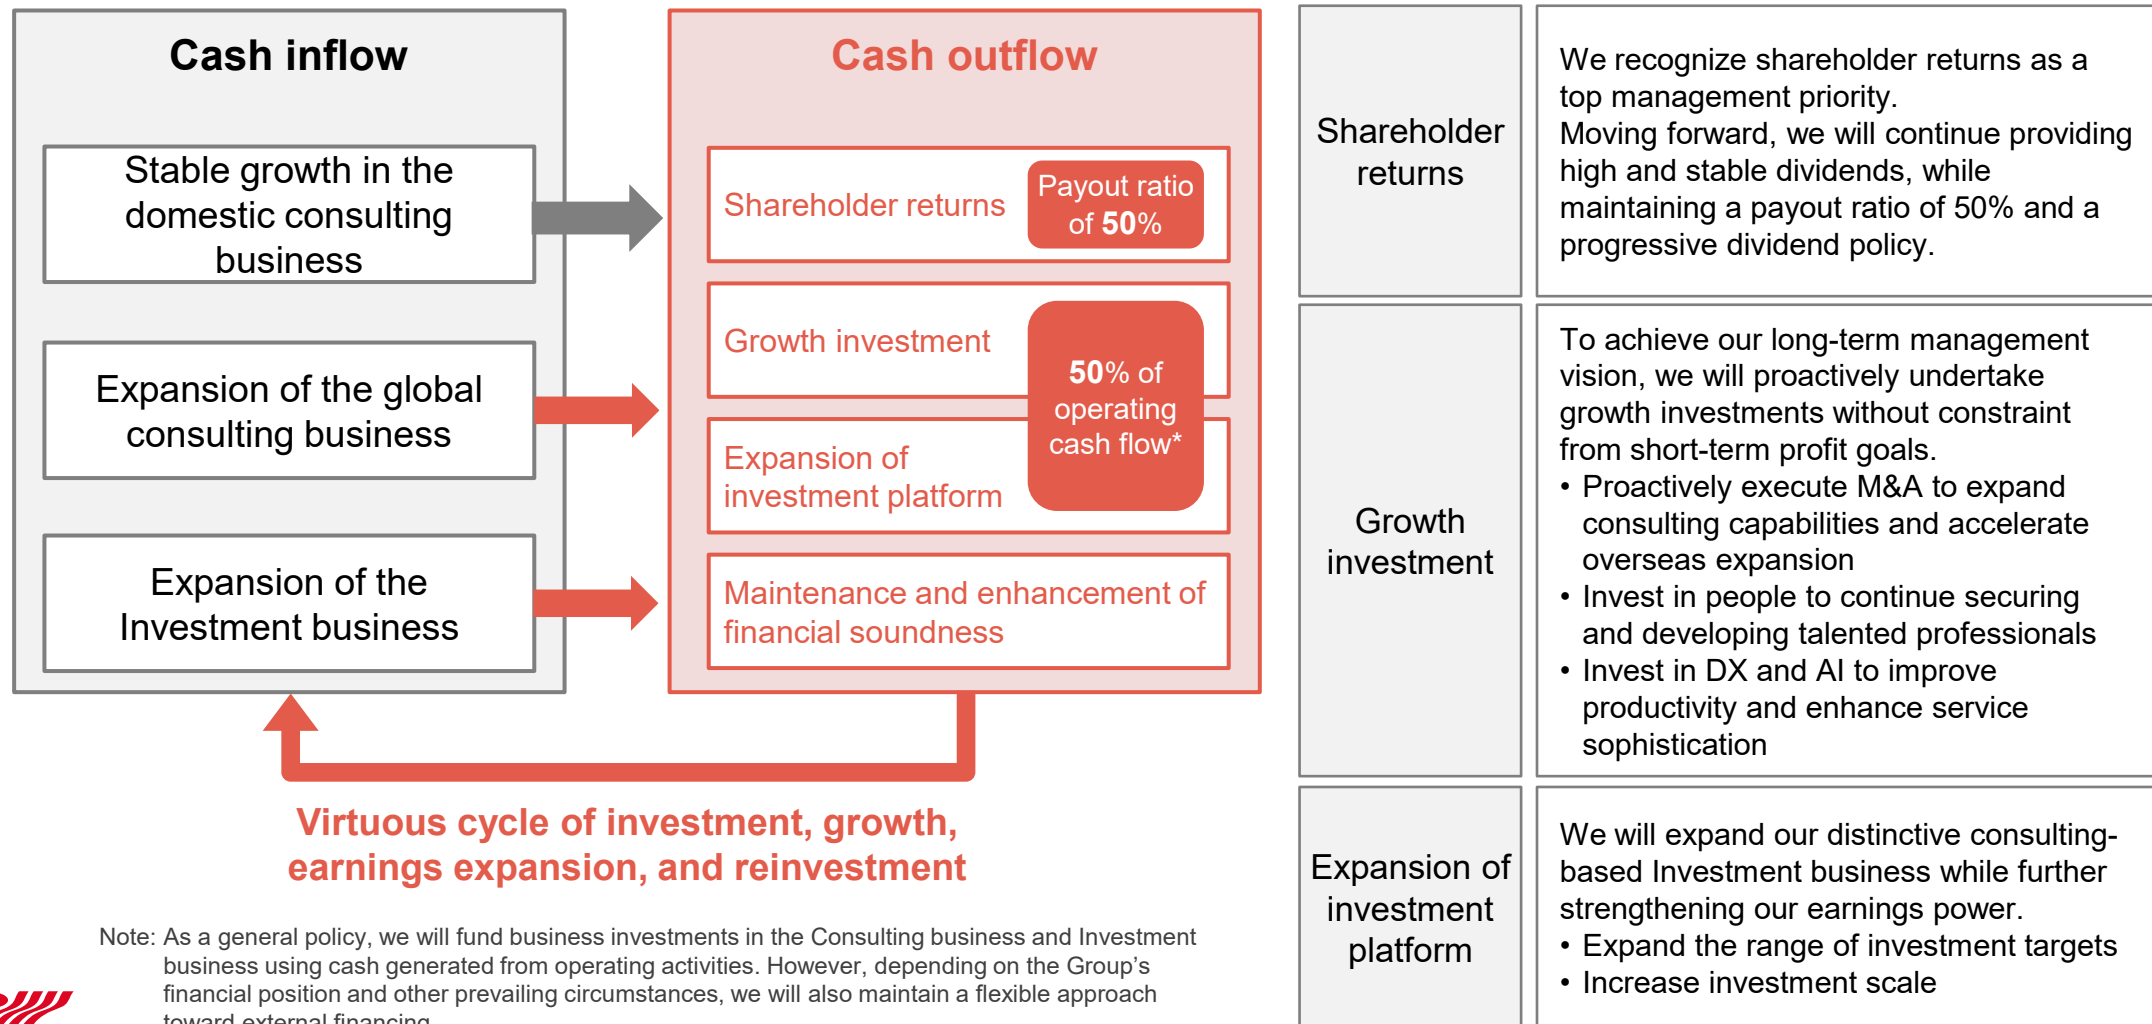 Cash inflow
Stable growth in the
domestic consulting
business
Expansion of the global
consulting business
Expansion of the
Investment business
Cash outflow
Shareholder returns
Payout ratio
of 50%
Growth investment
50% of
operating
cash flow*
Expansion of
investment platform
Maintenance and enhancement of
financial soundness
Virtuous cycle of investment, growth,
earnings expansion, and reinvestment
Note: As a general policy, we will fund business investments in the Consulting business and Investment
business using cash generated from operating activities. However, depending on the Group's
financial position and other prevailing circumstances, we will also maintain a flexible approach
toward external financing.
Shareholder
returns
We recognize shareholder returns as a
top management priority.
Moving forward, we will continue providing
high and stable dividends, while
maintaining a payout ratio of 50% and a
progressive dividend policy.
Growth
investment
To achieve our long-term management
vision, we will proactively undertake
growth investments without constraint
from short-term profit goals.
• Proactively execute M&A to expand
consulting capabilities and accelerate
overseas expansion
• Invest in people to continue securing
and developing talented professionals
• Invest in DX and AI to improve
productivity and enhance service
sophistication
Expansion of
investment
platform
We will expand our distinctive consulting-
based Investment business while further
strengthening our earnings power.
• Expand the range of investment targets
• Increase investment scale